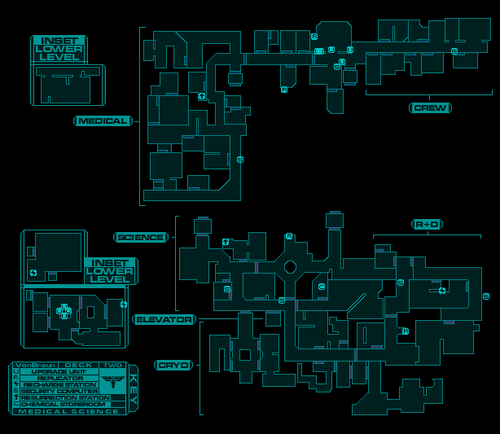 INSET
LOWER
LEVEL
MEDICAL
CREW
SCIENCE
R+D
INSET
LOWER
LEVEL
ELEVATOR
CRYO
VonBraun | DECK | TWO
UPGRADE UNIT
REPLICATOR
RECHARGE STATION
SECURITY COMPUTER
RESURRECTION STATION
CHEMICAL STOREROOM
KEY
MEDICAL SCIENCE